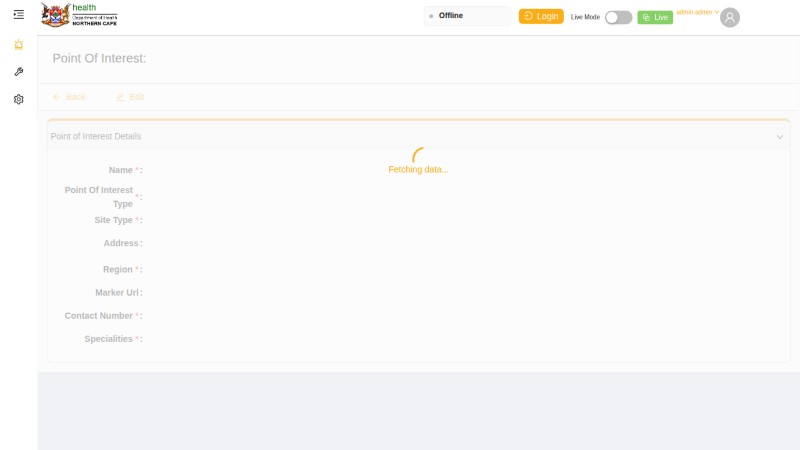 health
Department of Health
NORTHERN CAPE
Offline
Login
Live Mode
Live
admin admin
Point Of Interest:
Back
Edit
Point of Interest Details
Fetching data...
Name * :
Point Of Interest
Type * :
Site Type * :
Address :
Region * :
Marker Url :
Contact Number * :
Specialities * :